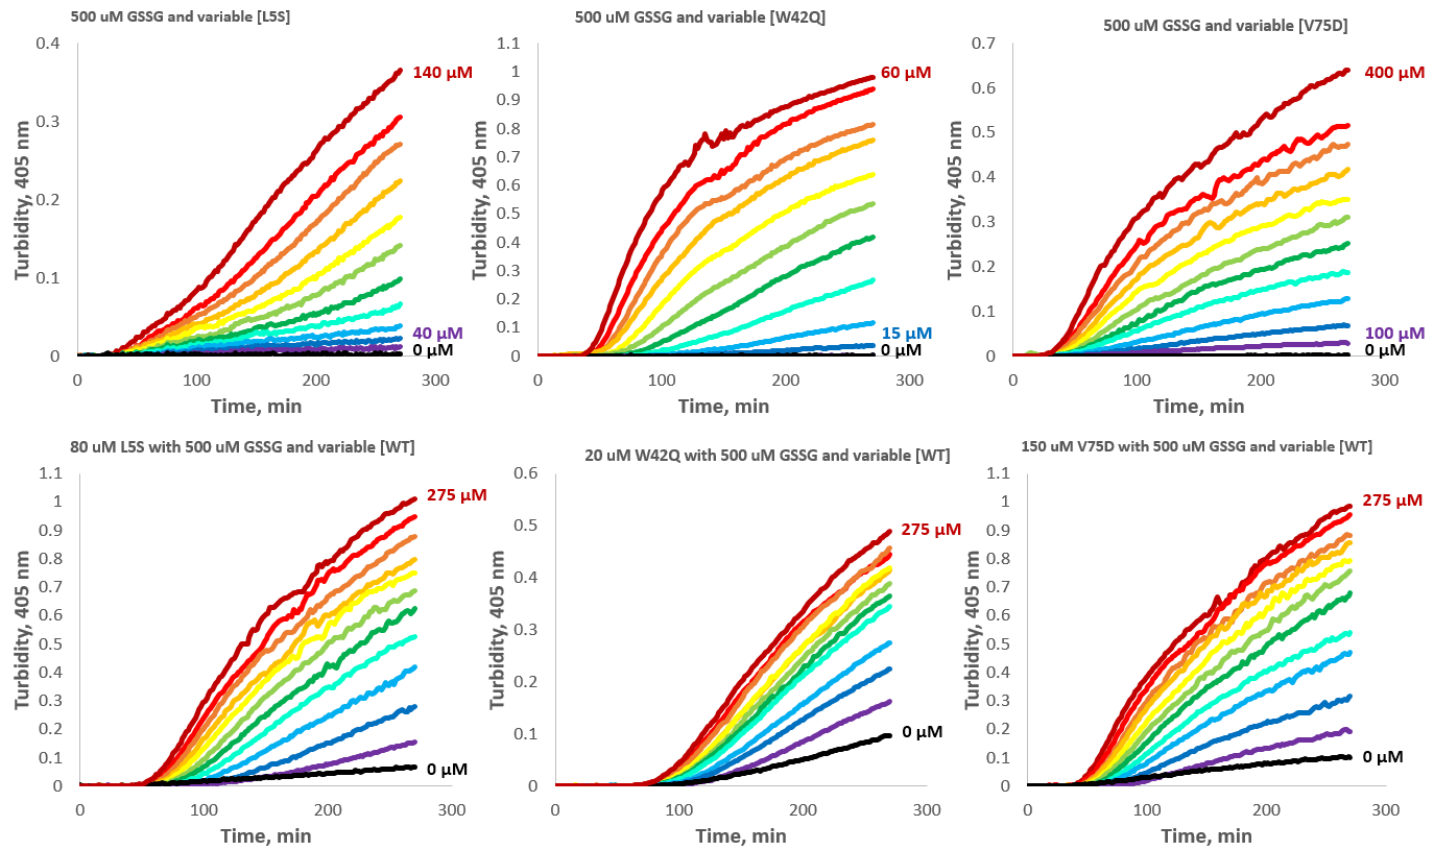 500 uM GSSG and variable [L5S]
500 uM GSSG and variable [W42Q]
500 uM GSSG and variable [V75D]
Turbidity, 405 nm
0.4
0.3
0.2
0.1
0
140 µM
40 µM
0 µM
0 100 200 300
Time, min
Turbidity, 405 nm
1.1
1
0.9
0.8
0.7
0.6
0.5
0.4
0.3
0.2
0.1
0
60 µM
15 µM
0 µM
0 100 200 300
Time, min
Turbidity, 405 nm
0.7
0.6
0.5
0.4
0.3
0.2
0.1
0
400 µM
100 µM
0 µM
0 100 200 300
Time, min
80 uM L5S with 500 uM GSSG and variable [WT]
20 uM W42Q with 500 uM GSSG and variable [WT]
150 uM V75D with 500 uM GSSG and variable [WT]
Turbidity, 405 nm
1.1
1
0.9
0.8
0.7
0.6
0.5
0.4
0.3
0.2
0.1
0
275 µM
0 µM
0 100 200 300
Time, min
Turbidity, 405 nm
0.6
0.5
0.4
0.3
0.2
0.1
0
275 µM
0 µM
0 100 200 300
Time, min
Turbidity, 405 nm
1.1
1
0.9
0.8
0.7
0.6
0.5
0.4
0.3
0.2
0.1
0
275 µM
0 µM
0 100 200 300
Time, min